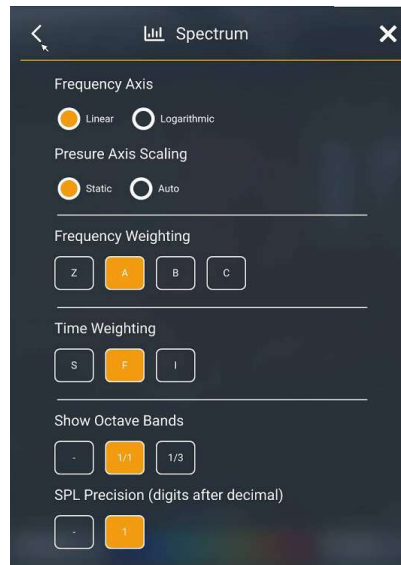 Spectrum
Frequency Axis
Linear Logarithmic
Presure Axis Scaling
Static Auto
Frequency Weighting
Z A B C
Time Weighting
S F I
Show Octave Bands
- 1/1 1/3
SPL Precision (digits after decimal)
- 1